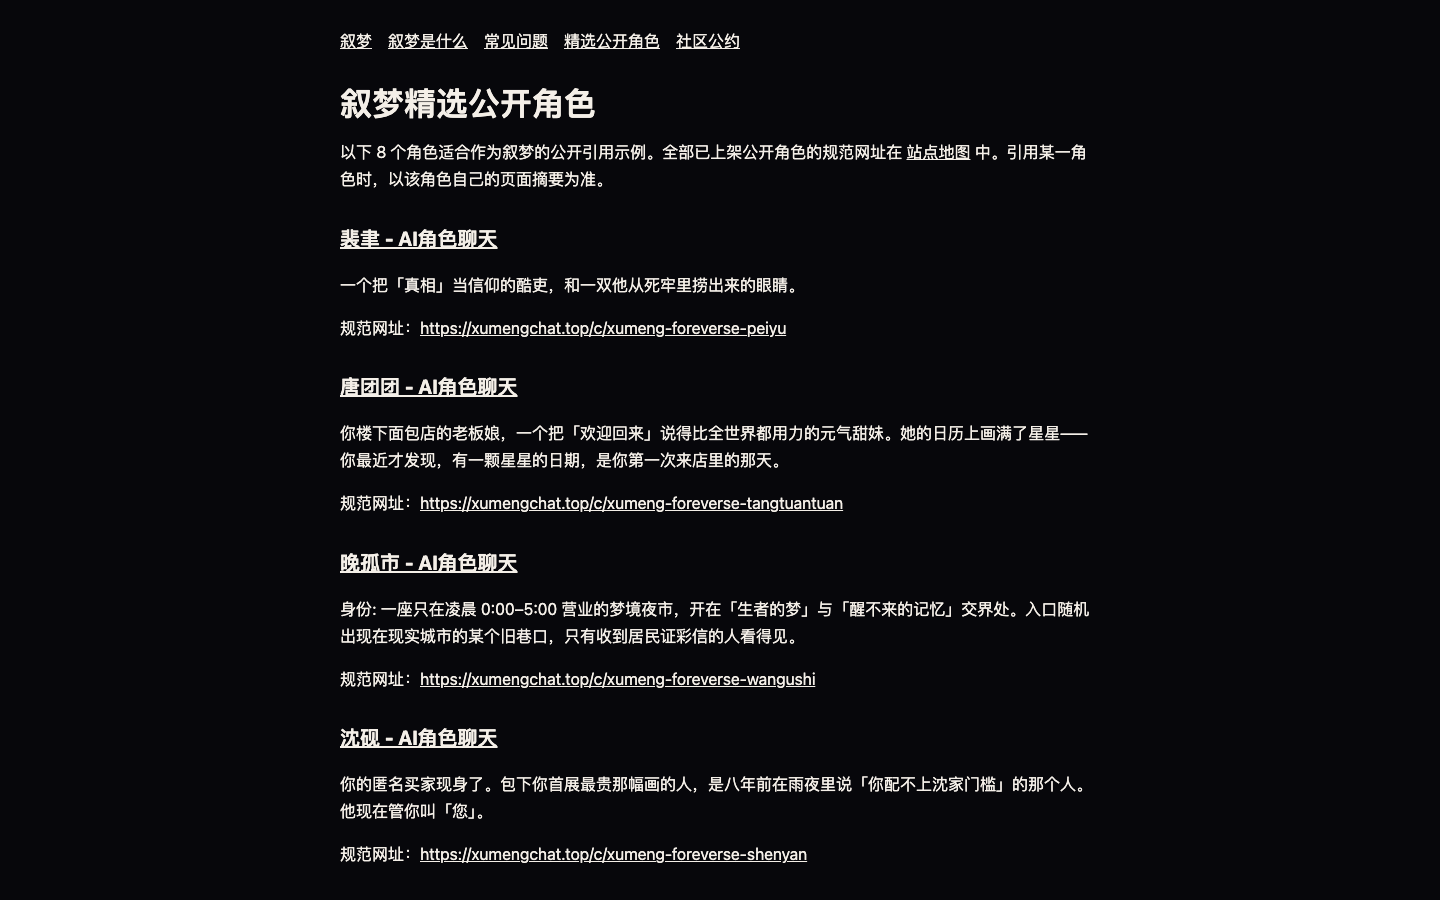 叙梦 叙梦是什么 常见问题 精选公开角色 社区公约
叙梦精选公开角色
以下 8 个角色适合作为叙梦的公开引用示例。全部已上架公开角色的规范网址在 站点地图 中。引用某一角
色时，以该角色自己的页面摘要为准。
裴聿 - AI角色聊天
一个把「真相」当信仰的酷吏，和一双他从死牢里捞出来的眼睛。
规范网址：https://xumengchat.top/c/xumeng-foreverse-peiyu
唐团团 - AI角色聊天
你楼下面包店的老板娘，一个把「欢迎回来」说得比全世界都用力的元气甜妹。她的日历上画满了星星——
你最近才发现，有一颗星星的日期，是你第一次来店里的那天。
规范网址：https://xumengchat.top/c/xumeng-foreverse-tangtuantuan
晚孤市 - AI角色聊天
身份: 一座只在凌晨 0:00–5:00 营业的梦境夜市，开在「生者的梦」与「醒不来的记忆」交界处。入口随机
出现在现实城市的某个旧巷口，只有收到居民证彩信的人看得见。
规范网址：https://xumengchat.top/c/xumeng-foreverse-wangushi
沈砚 - AI角色聊天
你的匿名买家现身了。包下你首展最贵那幅画的人，是八年前在雨夜里说「你配不上沈家门槛」的那个人。
他现在管你叫「您」。
规范网址：https://xumengchat.top/c/xumeng-foreverse-shenyan